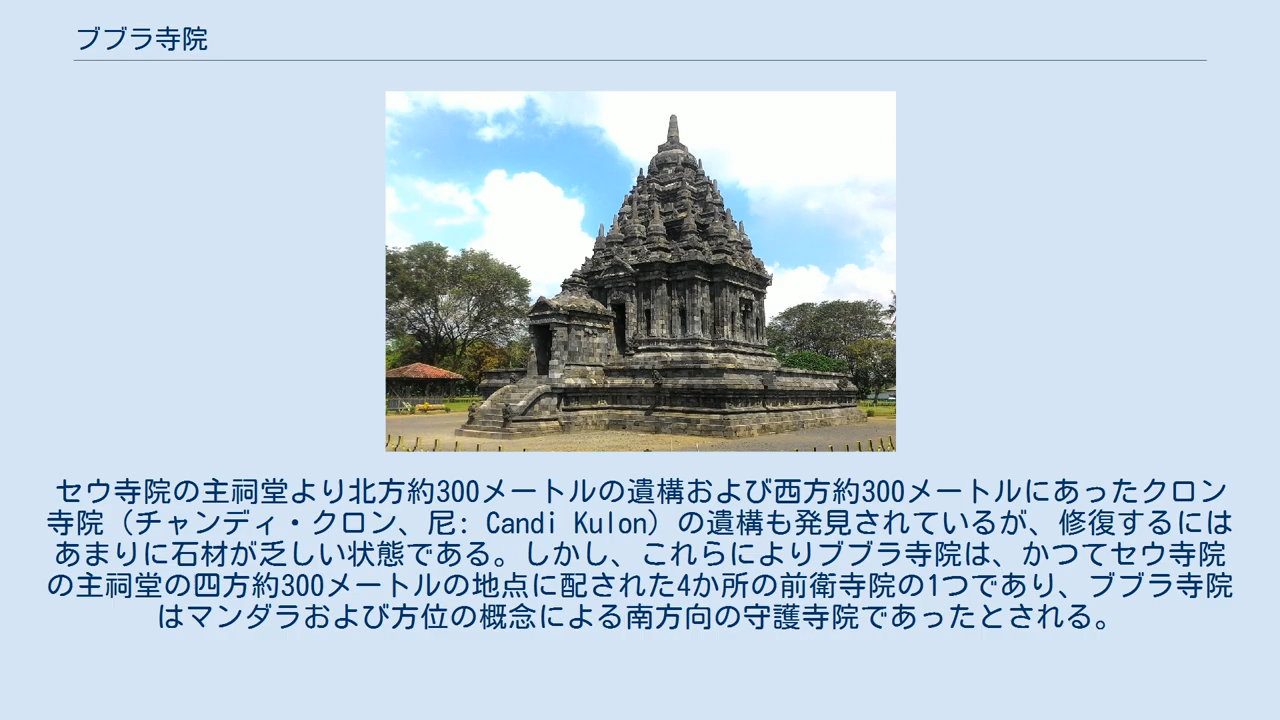 ブブラ寺院
セウ寺院の主祠堂より北方約300メートルの遺構および西方約300メートルにあったクロン
寺院（チャンディ・クロン、尼: Candi Kulon）の遺構も発見されているが、修復するには
あまりに石材が乏しい状態である。しかし、これらによりブブラ寺院は、かつてセウ寺院
の主祠堂の四方約300メートルの地点に配された4か所の前衛寺院の1つであり、ブブラ寺院
はマンダラおよび方位の概念による南方向の守護寺院であったとされる。